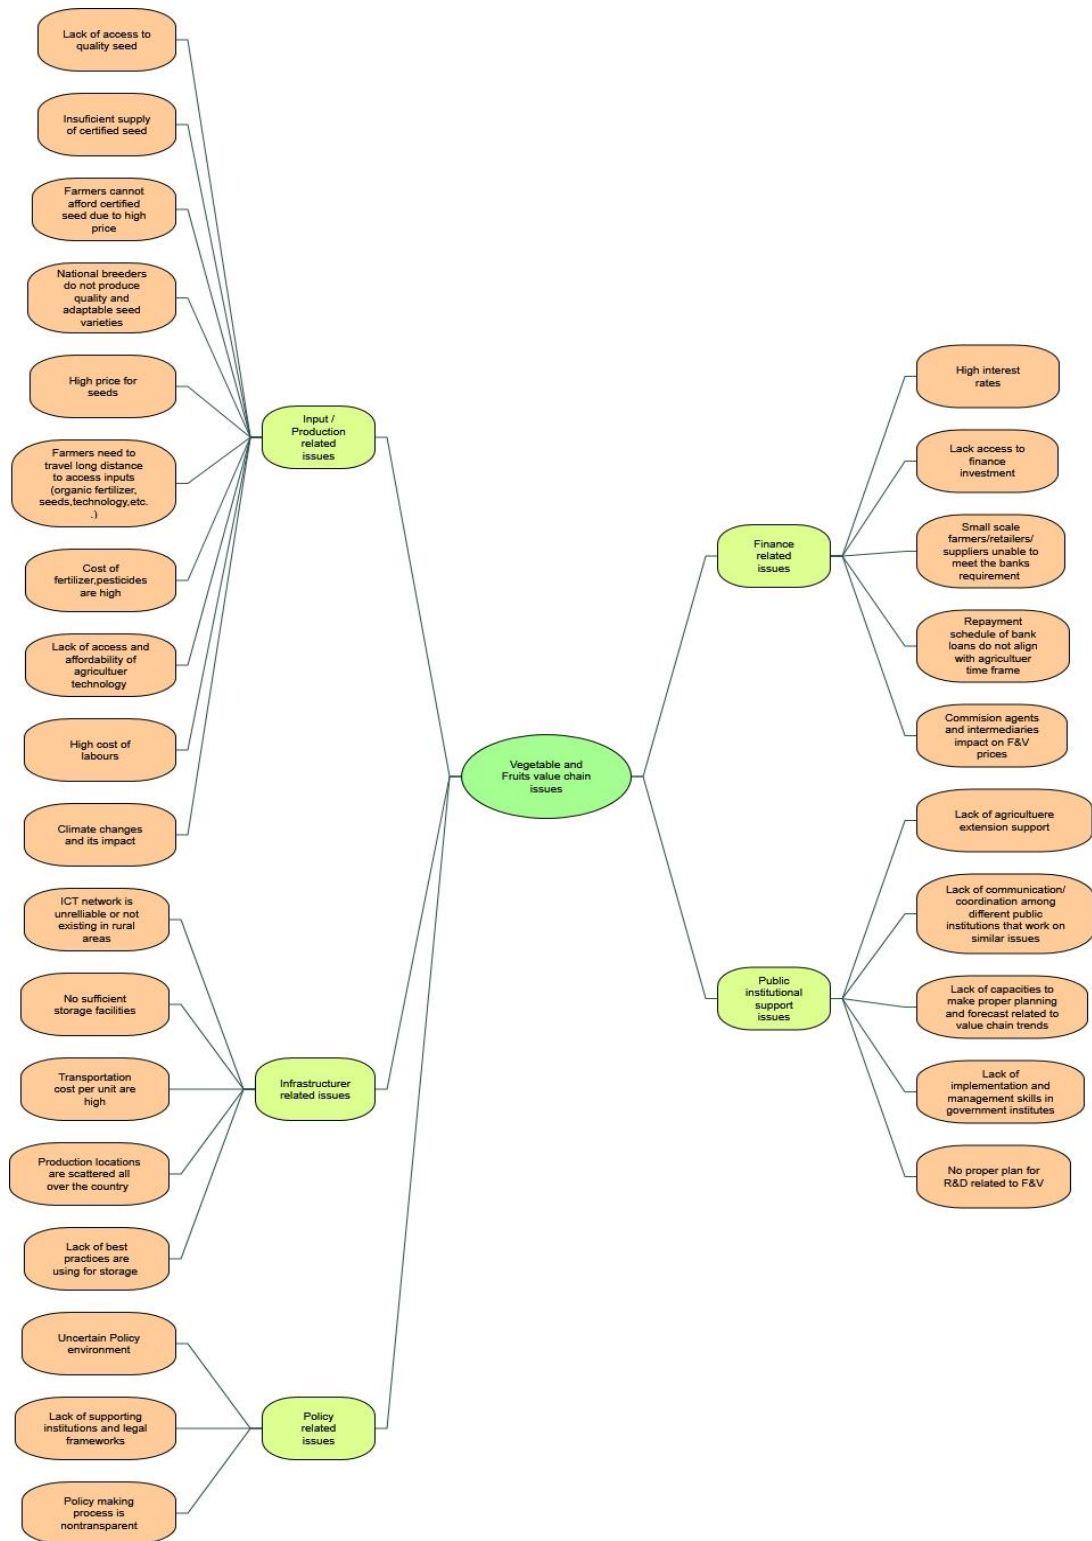 Lack of access to
quality seed
Insuficient supply
of certified seed
Farmers cannot
afford certified
seed due to high
price
National breeders
do not produce
quality and
adaptable seed
varieties
High price for
seeds
Farmers need to
travel long distance
to access inputs
(organic fertilizer,
seeds,technology,etc.
.)
Cost of
fertilizer,pesticides
are high
Lack of access and
affordability of
agricultuer
technology
High cost of
labours
Climate changes
and its impact
Input /
Production
related
issues
ICT network is
unrelliable or not
existing in rural
areas
No sufficient
storage facilities
Transportation
cost per unit are
high
Production locations
are scattered all
over the country
Lack of best
practices are
using for storage
Infrastructurer
related issues
Uncertain Policy
environment
Lack of supporting
institutions and legal
frameworks
Policy making
process is
nontransparent
Policy
related
issues
Vegetable and
Fruits value chain
issues
Finance
related
issues
High interest
rates
Lack access to
finance
investment
Small scale
farmers/retailers/
suppliers unable to
meet the banks
requirement
Repayment
schedule of bank
loans do not align
with agricultuer
time frame
Commision agents
and intermediaries
impact on F&V
prices
Public
institutional
support
issues
Lack of agricultuere
extension support
Lack of communication/
coordination among
different public
institutions that work on
similar issues
Lack of capacities to
make proper planning
and forecast related to
value chain trends
Lack of
implementation and
management skills in
government institutes
No proper plan for
R&D related to F&V